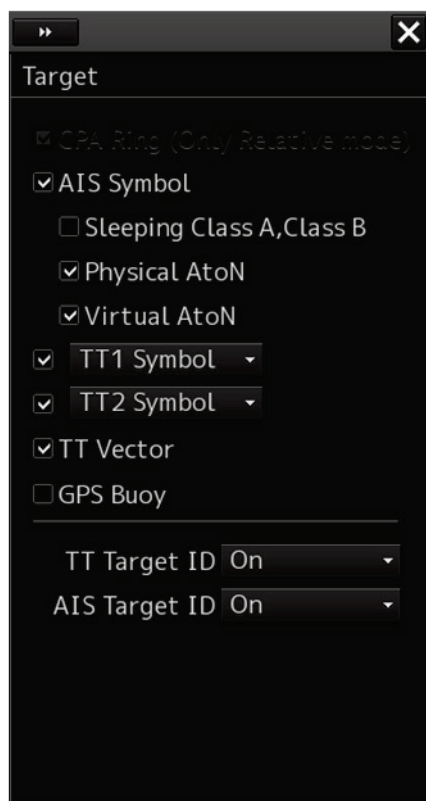 Target
CPA Ring (Only Relative mode)
AIS Symbol
Sleeping Class A,Class B
Physical AtoN
Virtual AtoN
TT1 Symbol
TT2 Symbol
TT Vector
GPS Buoy
TT Target ID On
AIS Target ID On